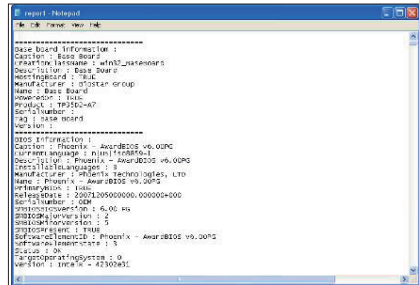 report - Notepad
File Edit Format View Help
==============================
Base board information :
Caption : Base Board
CreationClassName : Win32_BaseBoard
Description : Base Board
HostingBoard : TRUE
Manufacturer : Biostar Group
Name : Base Board
PoweredOn : TRUE
Product : TP35D2-A7
SerialNumber :
Tag : Base Board
Version :
==============================
BIOS Information :
Caption : Phoenix - AwardBIOS v6.00PG
CurrentLanguage : n|US|iso8859-1
Description : Phoenix - AwardBIOS v6.00PG
InstallableLanguages : 3
Manufacturer : Phoenix Technologies, LTD
Name : Phoenix - AwardBIOS v6.00PG
PrimaryBIOS : TRUE
ReleaseDate : 20071205000000.000000+000
SerialNumber : OEM
SMBIOSBIOSVersion : 6.00 PG
SMBIOSMajorVersion : 2
SMBIOSMinorVersion : 5
SMBIOSPresent : TRUE
SoftwareElementID : Phoenix - AwardBIOS v6.00PG
SoftwareElementState : 3
Status : OK
TargetOperatingSystem : 0
Version : IntelR - 42302e31